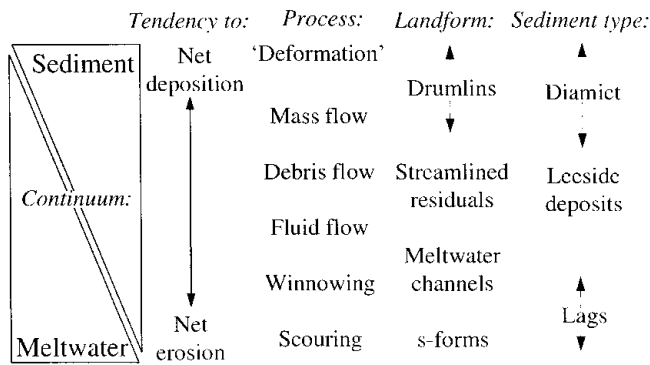 Tendency to: Process: Landform: Sediment type:
Sediment Net deposition 'Deformation' Drumlins Diamict
Mass flow
Continuum: Debris flow Streamlined residuals Leeside deposits
Fluid flow
Winnowing Meltwater channels
Meltwater Net erosion Scouring s-forms Lags